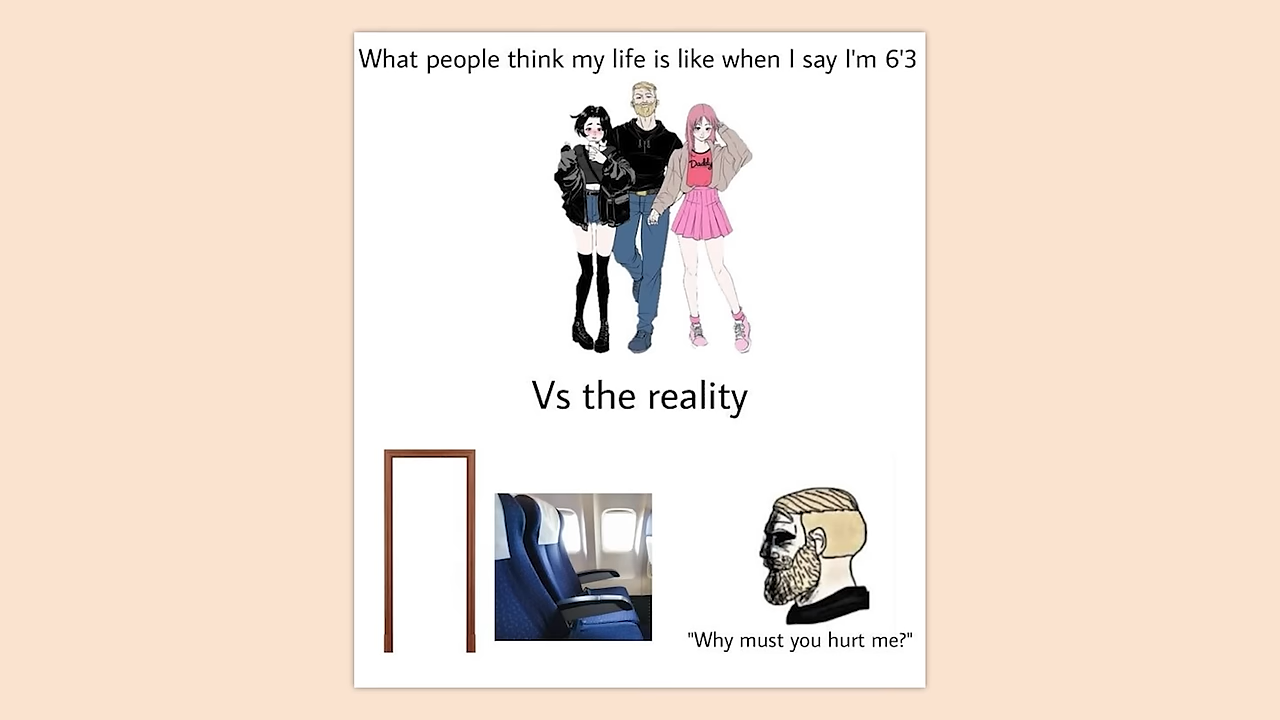 What people think my life is like when I say I'm 6'3
Daddy
Vs the reality
"Why must you hurt me?"